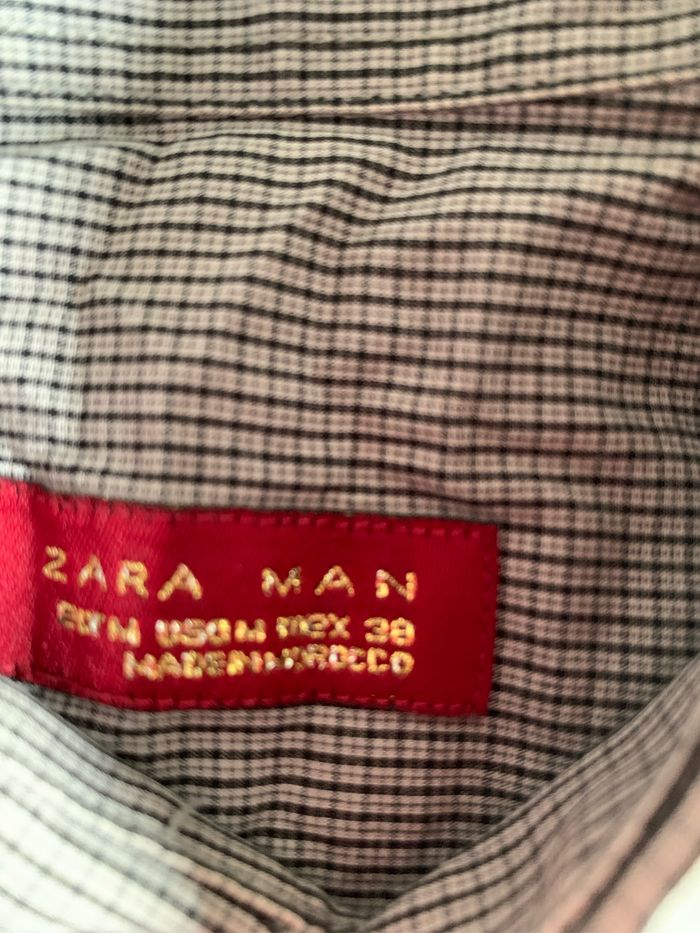 ZARA MAN
EUR M USA M MEX 38
MADE IN MOROCCO